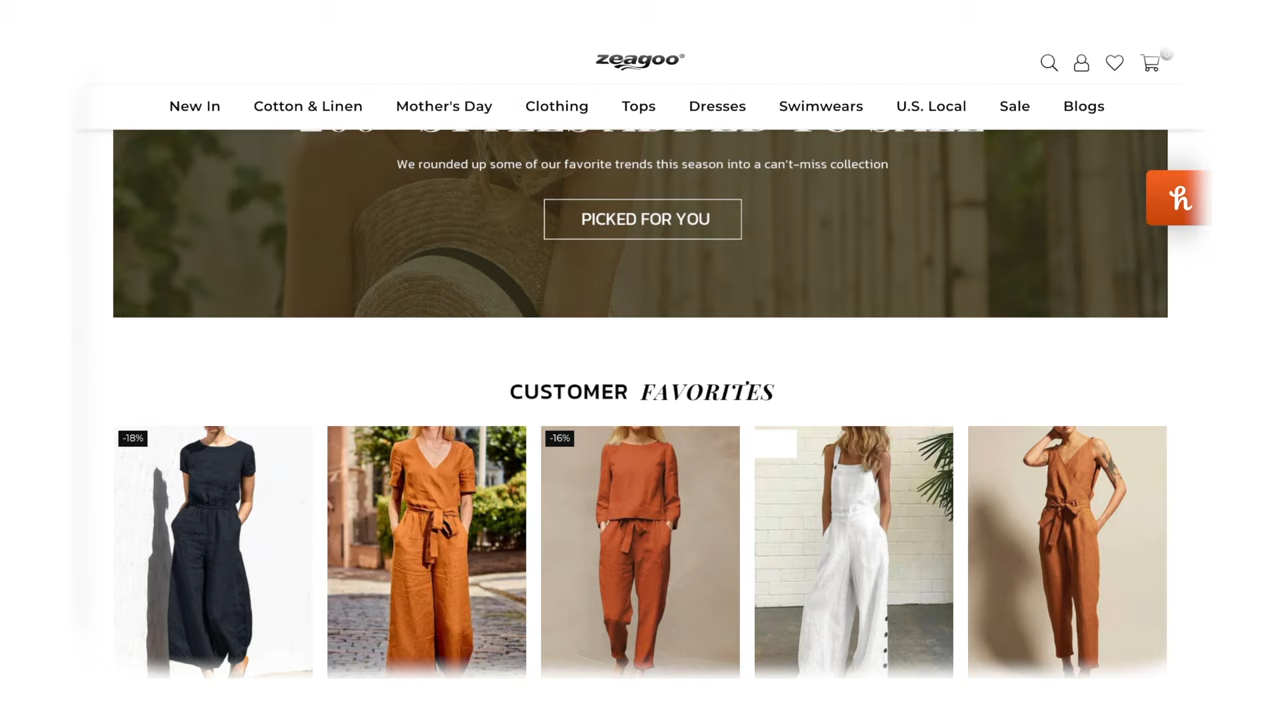 zeagoo®
New In Cotton & Linen Mother's Day Clothing Tops Dresses Swimwears U.S. Local Sale Blogs
We rounded up some of our favorite trends this season into a can't-miss collection
PICKED FOR YOU
h
CUSTOMER FAVORITES
-18% -16%